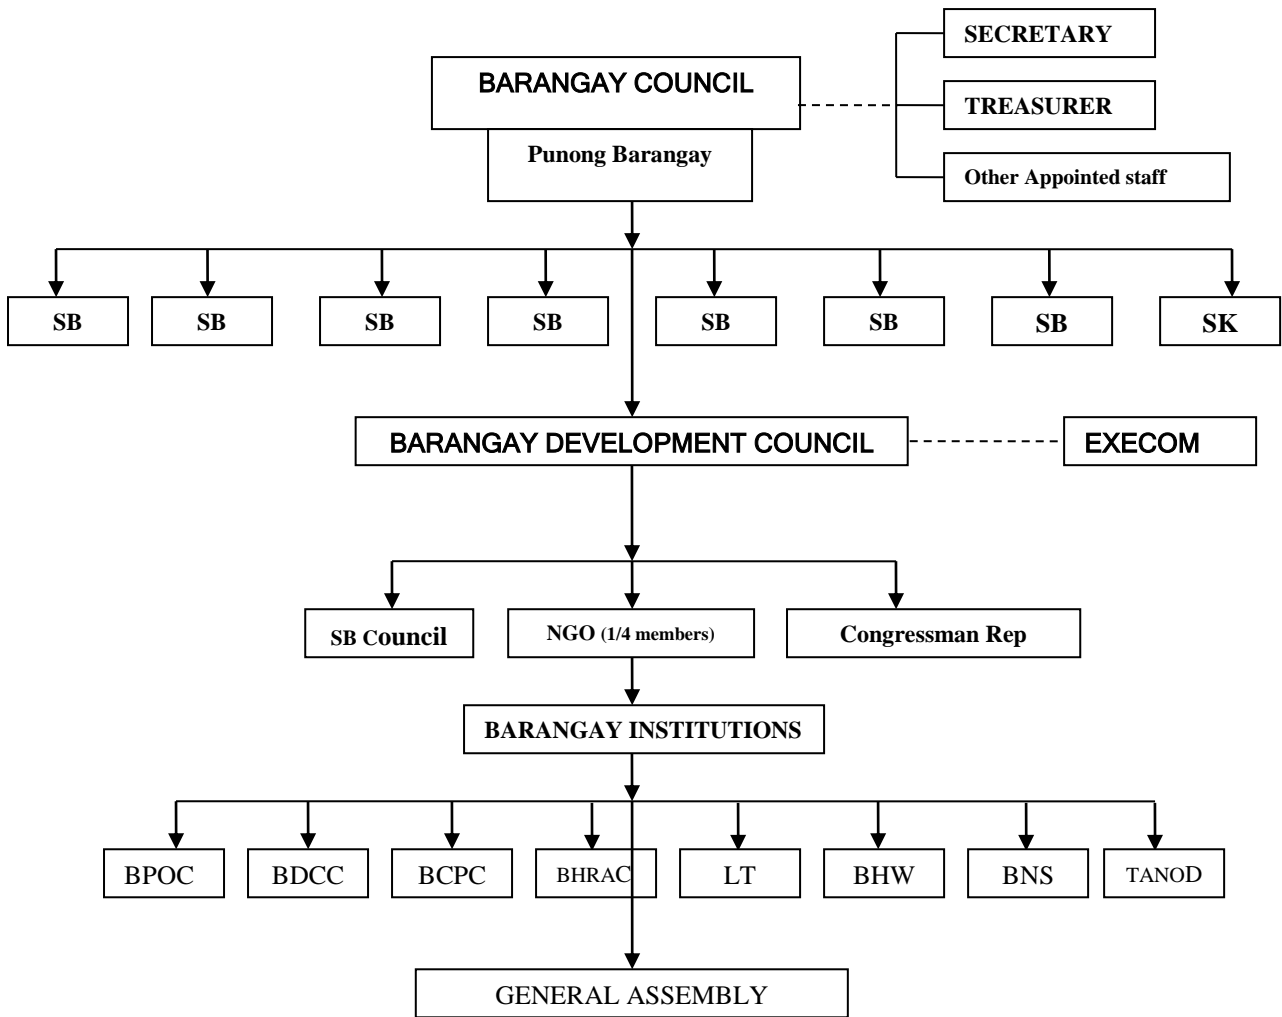 SECRETARY
BARANGAY COUNCIL
TREASURER
Punong Barangay
Other Appointed staff
SB
SB
SB
SB
SB
SB
SB
SK
BARANGAY DEVELOPMENT COUNCIL
EXECOM
SB Council
NGO (1/4 members)
Congressman Rep
BARANGAY INSTITUTIONS
BPOC
BDCC
BCPC
BHRAC
LT
BHW
BNS
TANOD
GENERAL ASSEMBLY